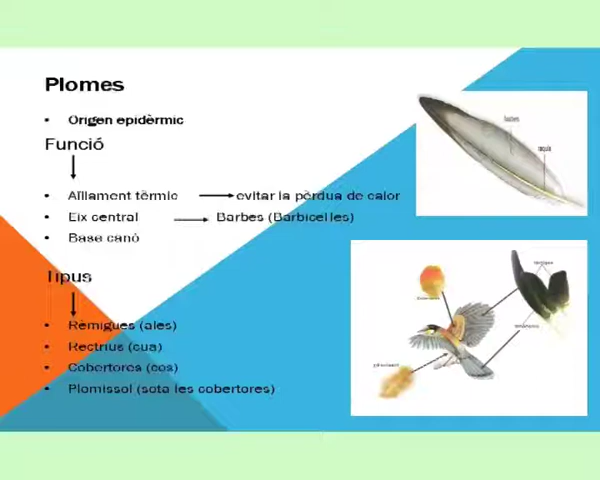 Plomes
• Origen epidèrmic
Funció
• Aïllament tèrmic evitar la pèrdua de calor
• Eix central Barbes (Barbicel·les)
• Base canó
Tipus
• Rèmigues (ales)
• Rectrius (cua)
• Cobertores (cos)
• Plomissol (sota les cobertores)